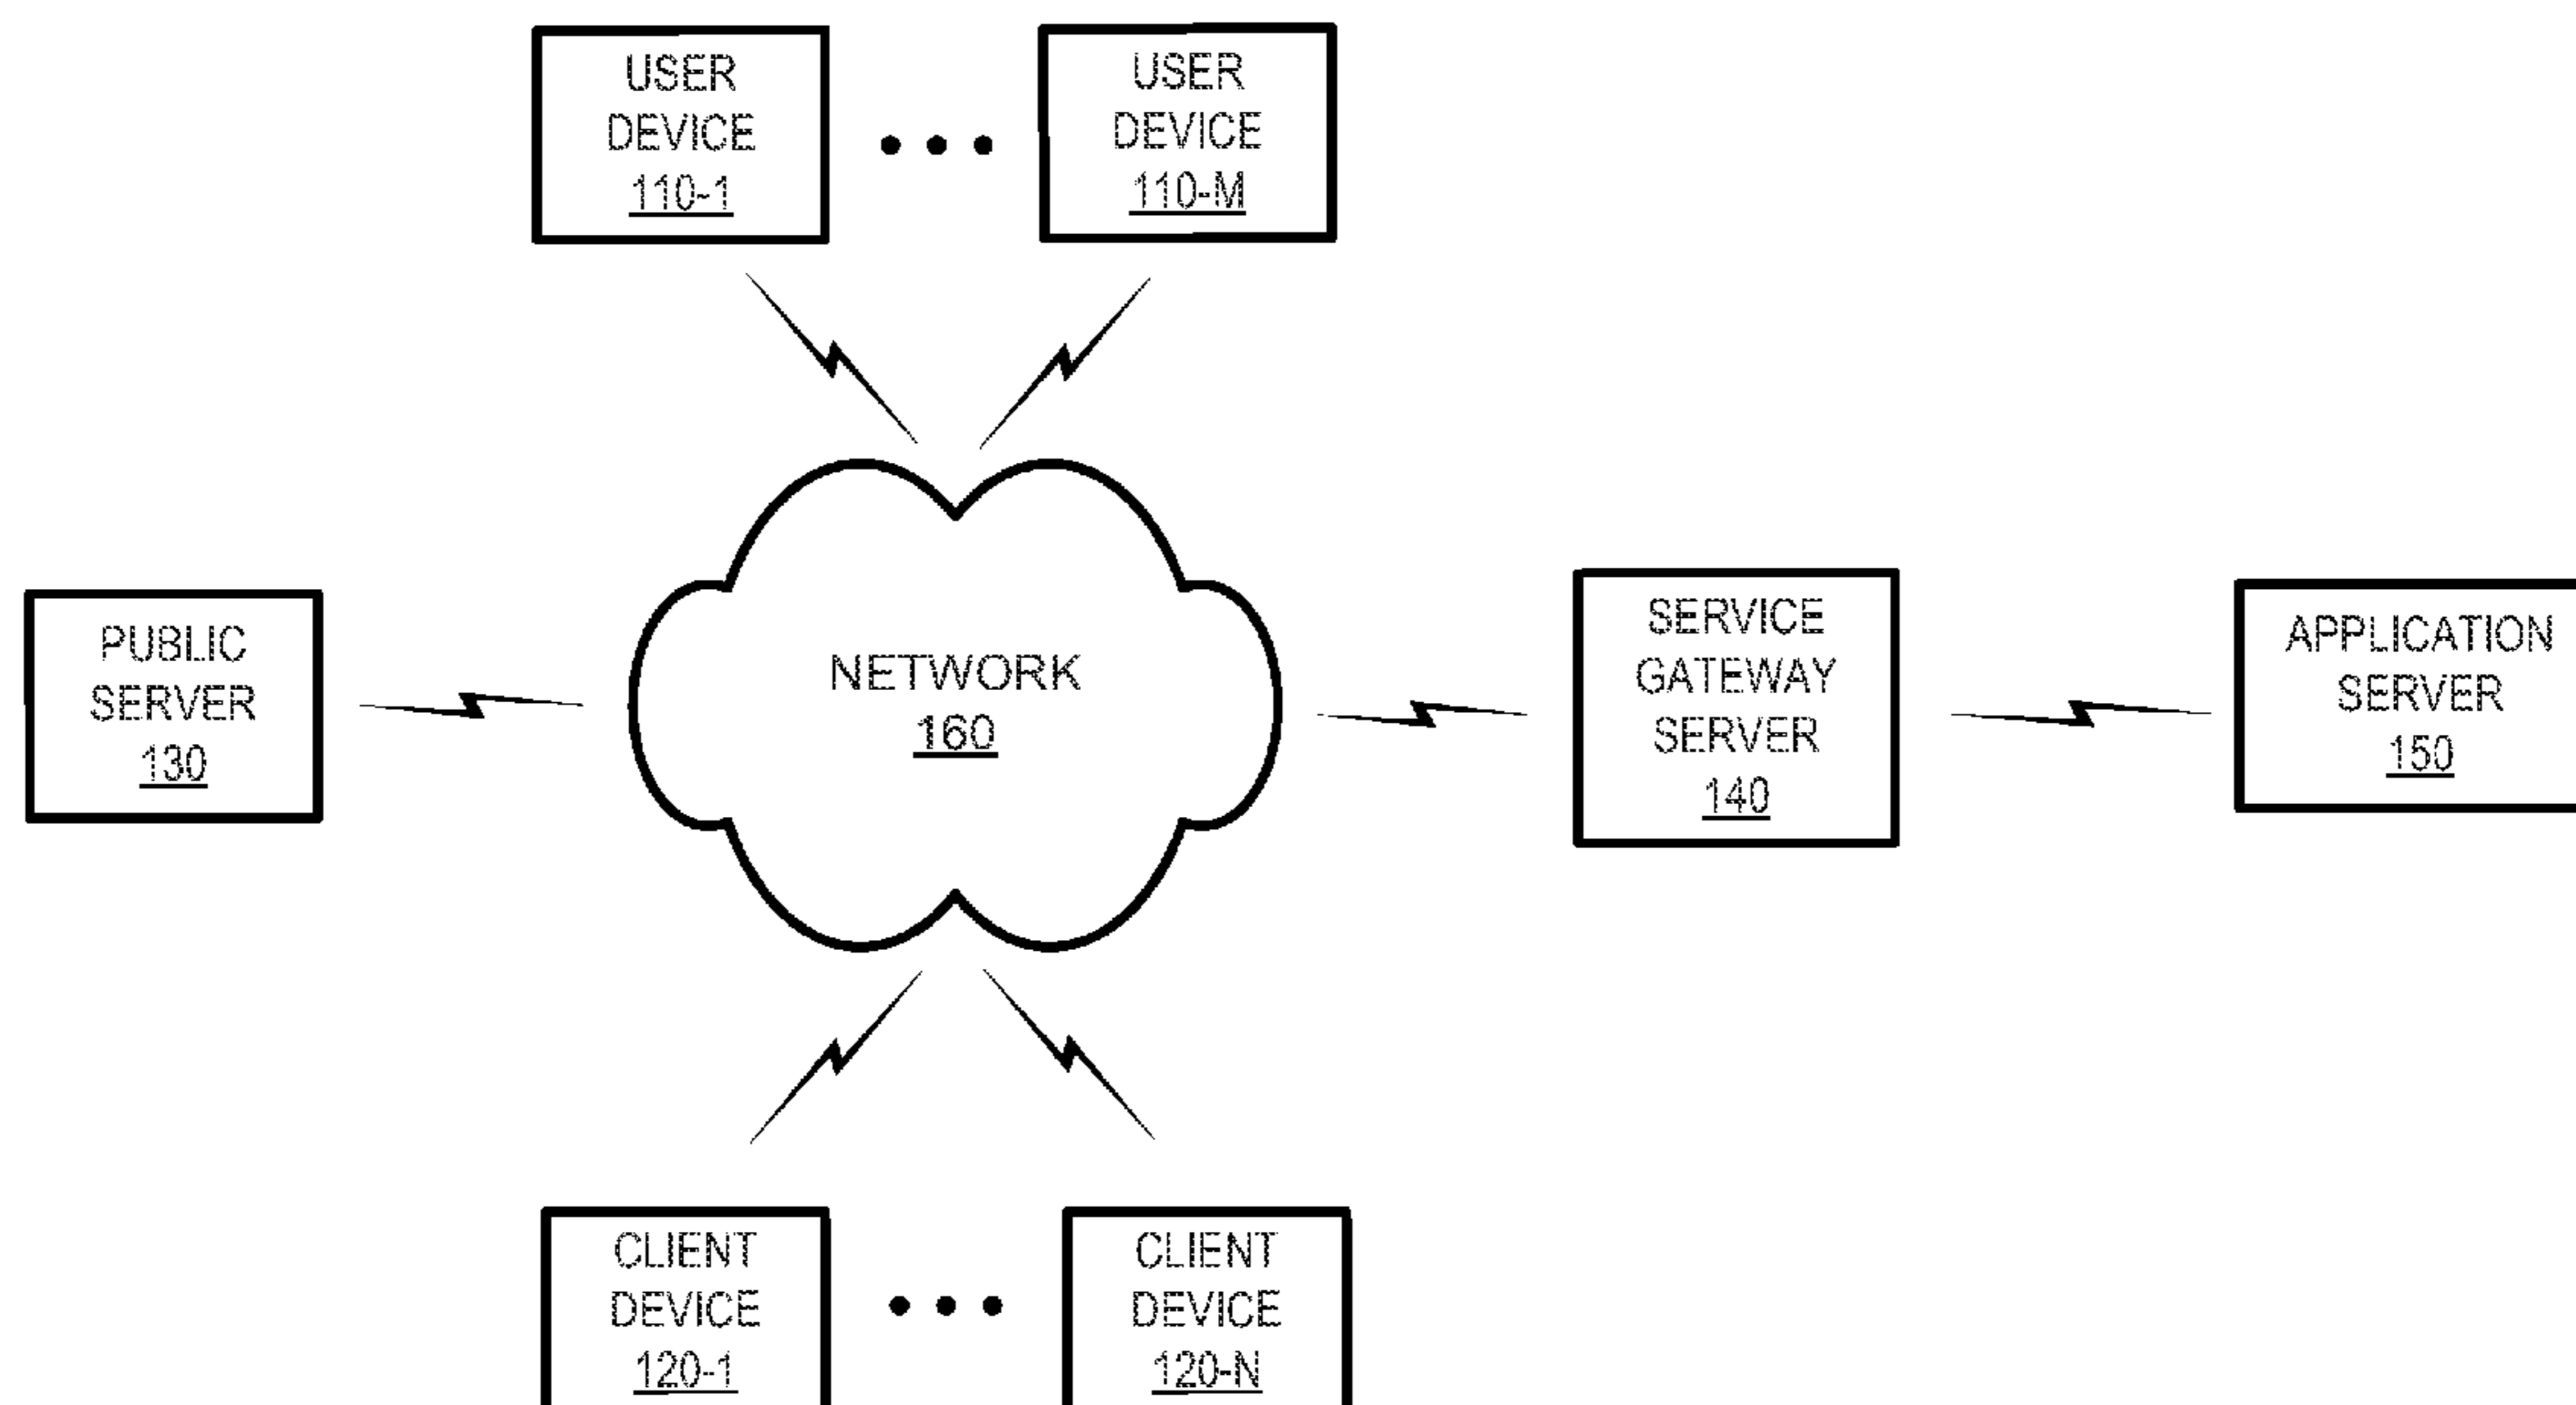 USER
DEVICE
110-1
USER
DEVICE
110-M
PUBLIC
SERVER
130
NETWORK
160
SERVICE
GATEWAY
SERVER
140
APPLICATION
SERVER
150
CLIENT
DEVICE
120-1
CLIENT
DEVICE
120-N